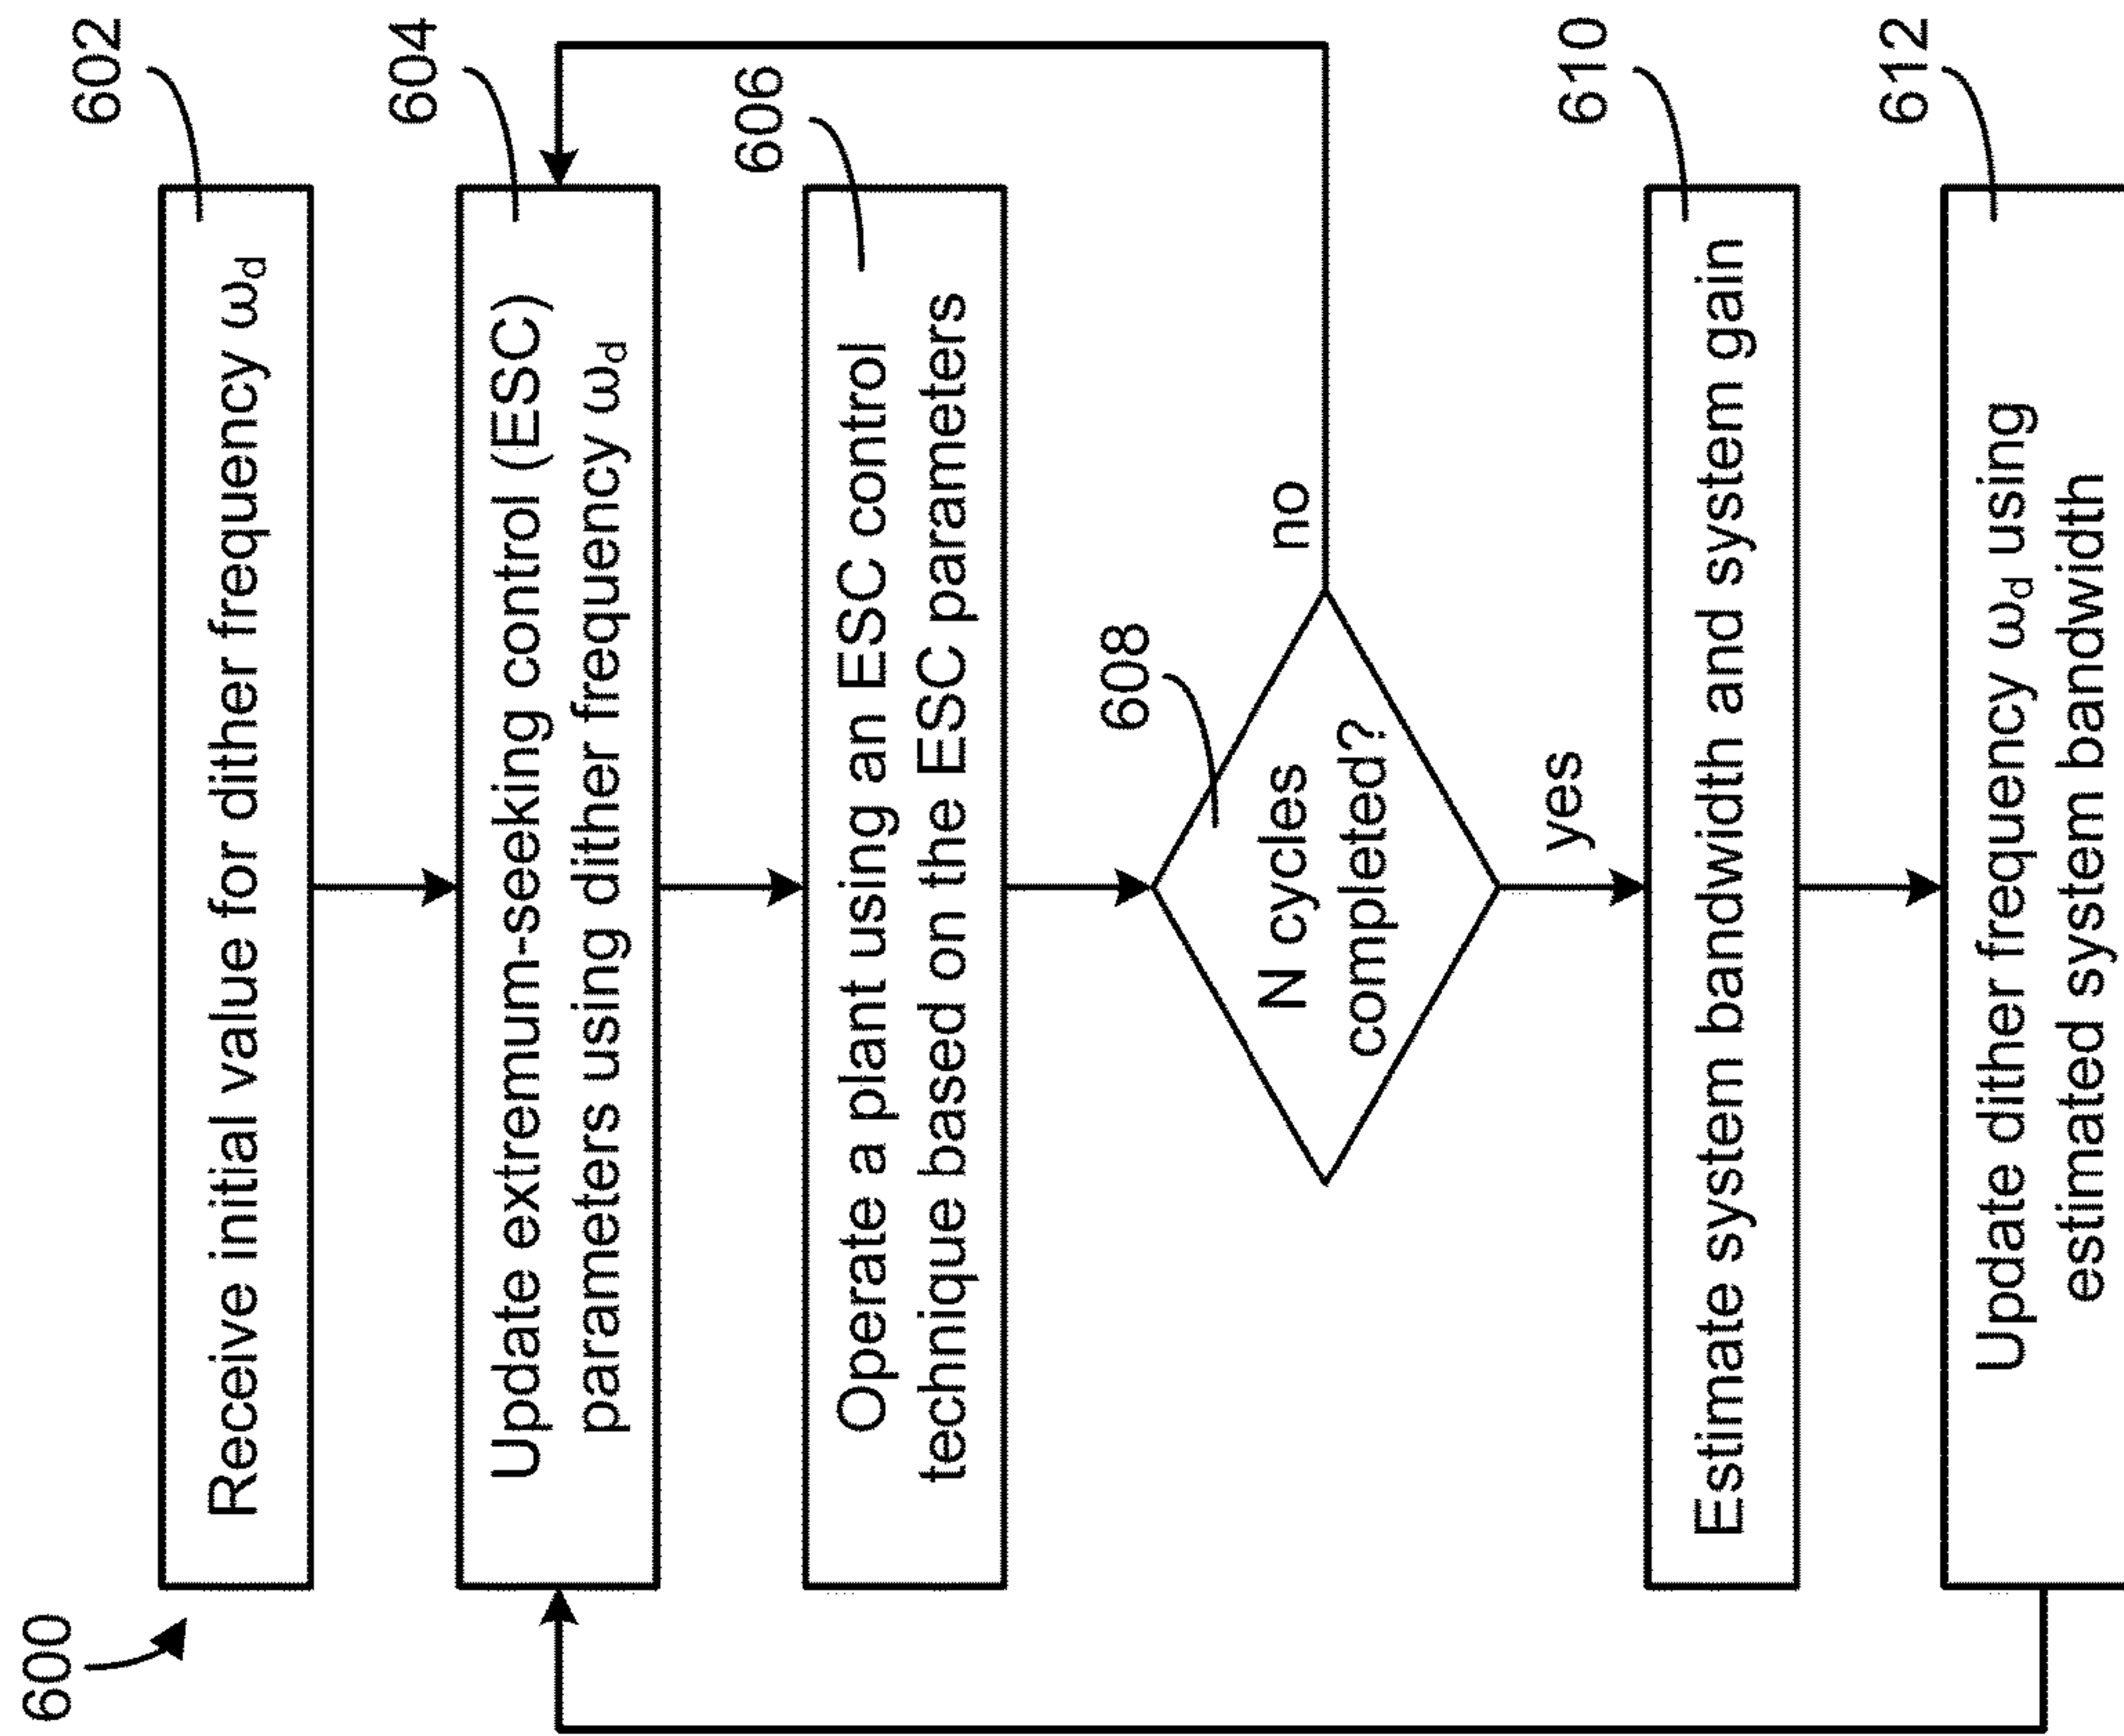 600
602
Receive initial value for dither frequency ωd
604
Update extremum-seeking control (ESC)
parameters using dither frequency ωd
606
Operate a plant using an ESC control
technique based on the ESC parameters
608
N cycles
completed?
no
yes
610
Estimate system bandwidth and system gain
612
Update dither frequency ωd using
estimated system bandwidth